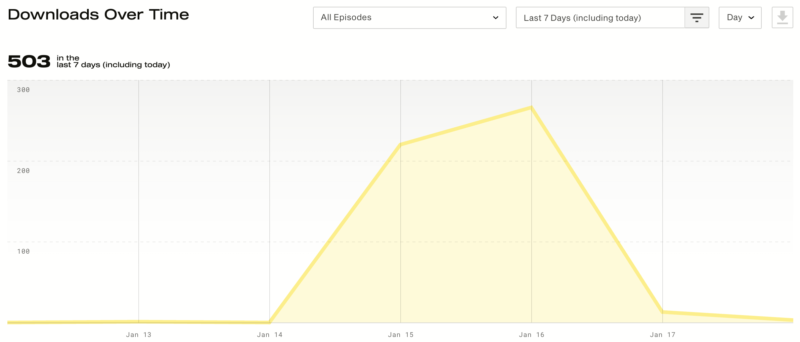 Downloads Over Time
All Episodes
Last 7 Days (including today)
Day
503 in the
last 7 days (including today)
300
200
100
Jan 13
Jan 14
Jan 15
Jan 16
Jan 17